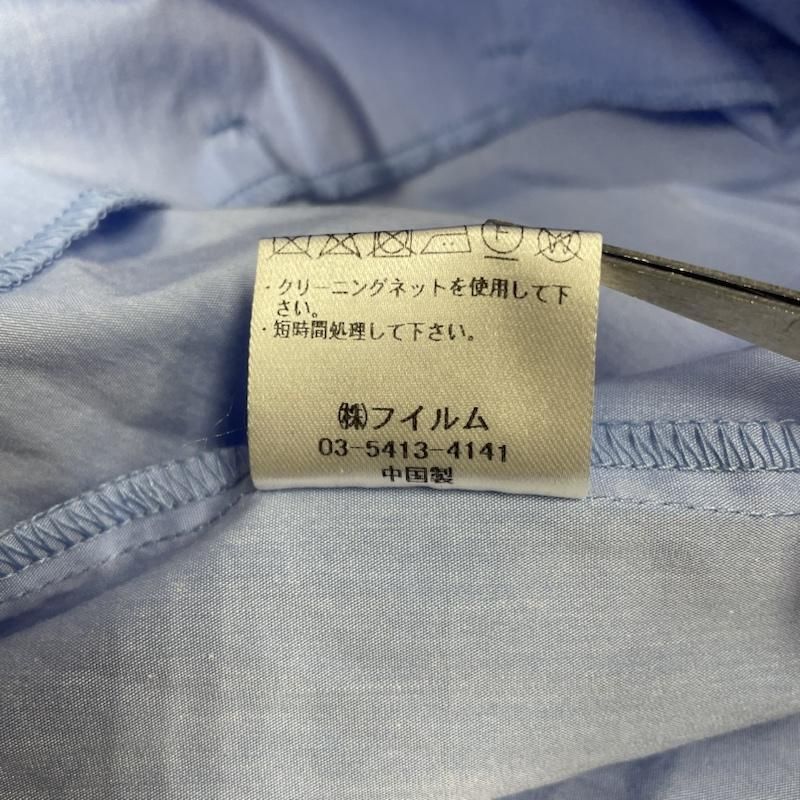 ・クリーニングネットを使用して下
さい。
・短時間処理して下さい。
㈱フイルム
03-5413-4141
中国製